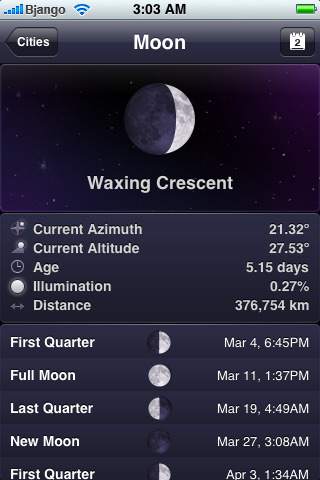 Bjango 3:03 AM
Cities Moon 2
Waxing Crescent
Current Azimuth 21.32°
Current Altitude 27.53°
Age 5.15 days
Illumination 0.27%
Distance 376,754 km
First Quarter Mar 4, 6:45PM
Full Moon Mar 11, 1:37PM
Last Quarter Mar 19, 4:49AM
New Moon Mar 27, 3:08AM
First Quarter Apr 3, 1:34AM